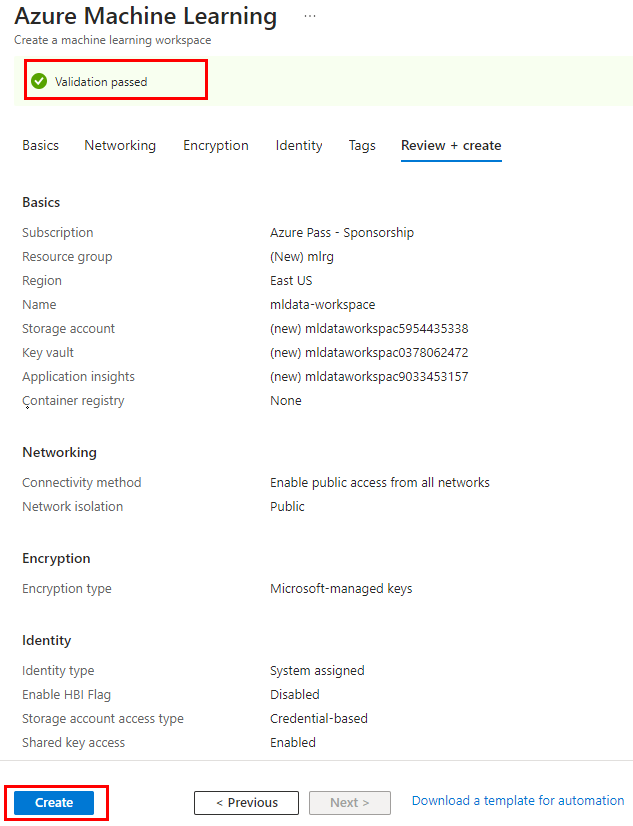 Azure Machine Learning ...
Create a machine learning workspace
Validation passed
Basics Networking Encryption Identity Tags Review + create
Basics
Subscription Azure Pass - Sponsorship
Resource group (New) mlrg
Region East US
Name mldata-workspace
Storage account (new) mldataworkspac5954435338
Key vault (new) mldataworkspac0378062472
Application insights (new) mldataworkspac9033453157
Container registry None
Networking
Connectivity method Enable public access from all networks
Network isolation Public
Encryption
Encryption type Microsoft-managed keys
Identity
Identity type System assigned
Enable HBI Flag Disabled
Storage account access type Credential-based
Shared key access Enabled
Create < Previous Next > Download a template for automation